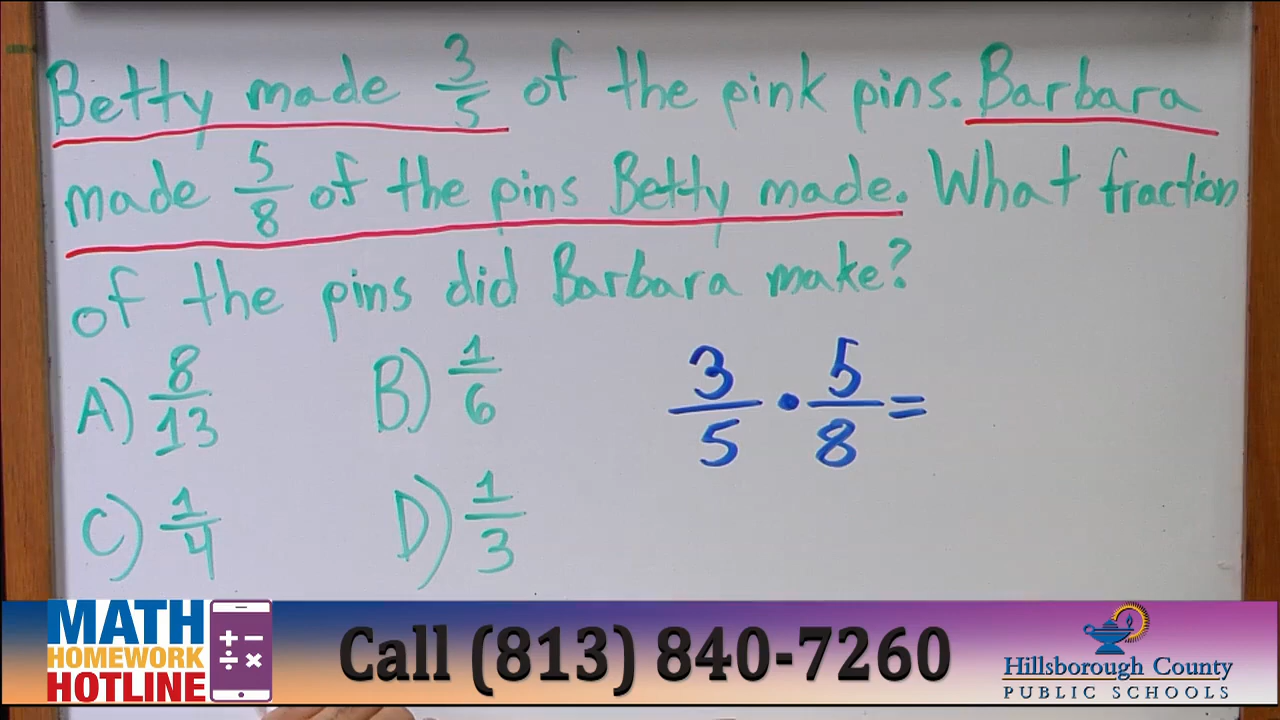 Betty made 3/5 of the pink pins. Barbara
made 5/8 of the pins Betty made. What fraction
of the pins did Barbara make?
A) 8/13 B) 1/6
3/5 · 5/8 =
C) 1/4 D) 1/3
MATH
HOMEWORK
HOTLINE
+ −
÷ ×
Call (813) 840-7260
Hillsborough County
PUBLIC SCHOOLS